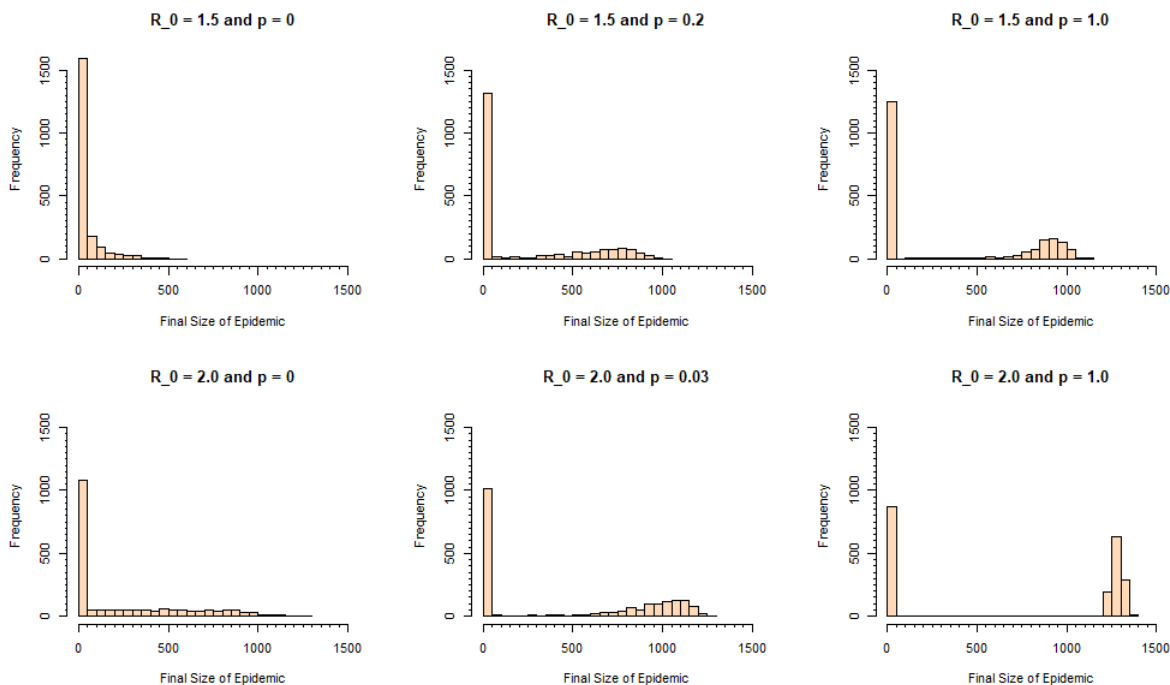 R_0 = 1.5 and p = 0
R_0 = 1.5 and p = 0.2
R_0 = 1.5 and p = 1.0
Frequency
0
500
1000
1500
0
500
1000
1500
Final Size of Epidemic
Frequency
0
500
1000
1500
0
500
1000
1500
Final Size of Epidemic
Frequency
0
500
1000
1500
0
500
1000
1500
Final Size of Epidemic
R_0 = 2.0 and p = 0
R_0 = 2.0 and p = 0.03
R_0 = 2.0 and p = 1.0
Frequency
0
500
1000
1500
0
500
1000
1500
Final Size of Epidemic
Frequency
0
500
1000
1500
0
500
1000
1500
Final Size of Epidemic
Frequency
0
500
1000
1500
0
500
1000
1500
Final Size of Epidemic